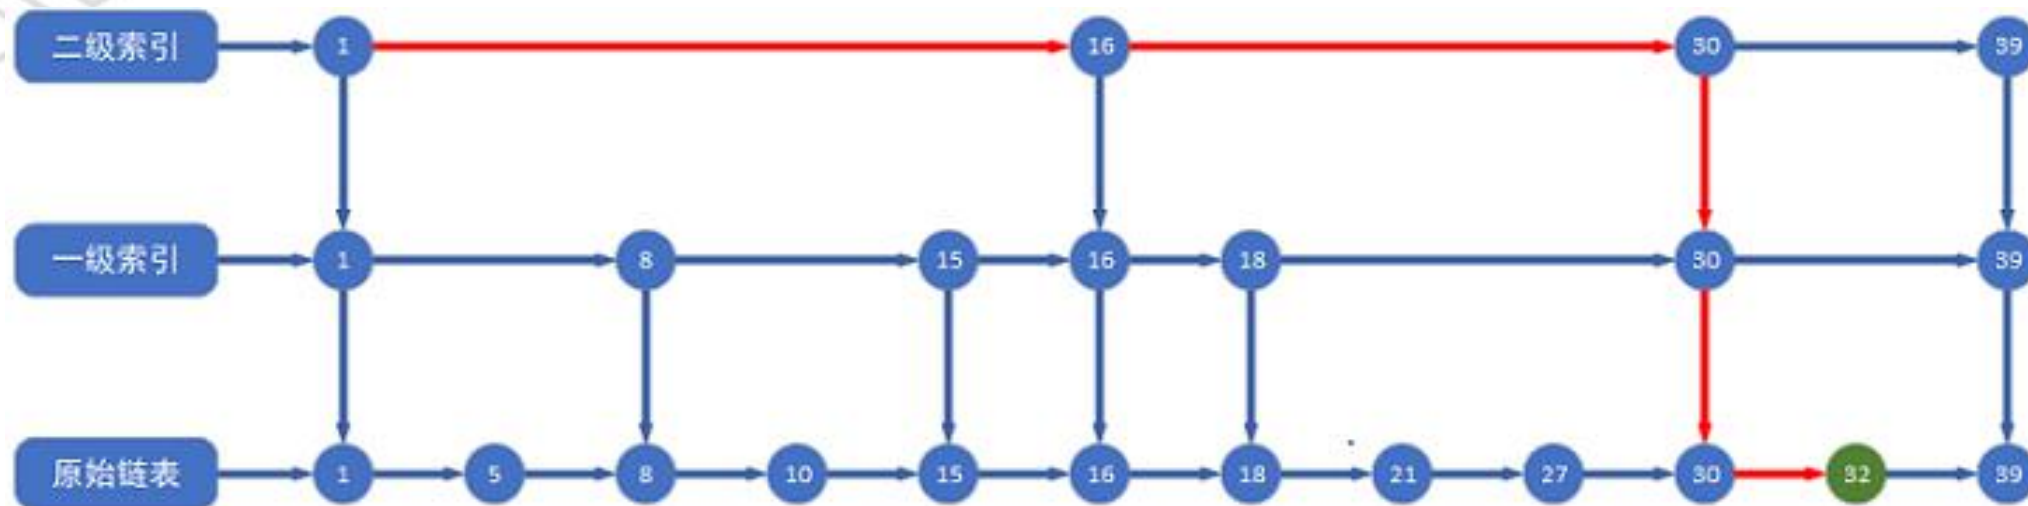 二级索引 1 16 30 39
一级索引 1 8 15 16 18 30 39
原始链表 1 5 8 10 15 16 18 21 27 30 32 39